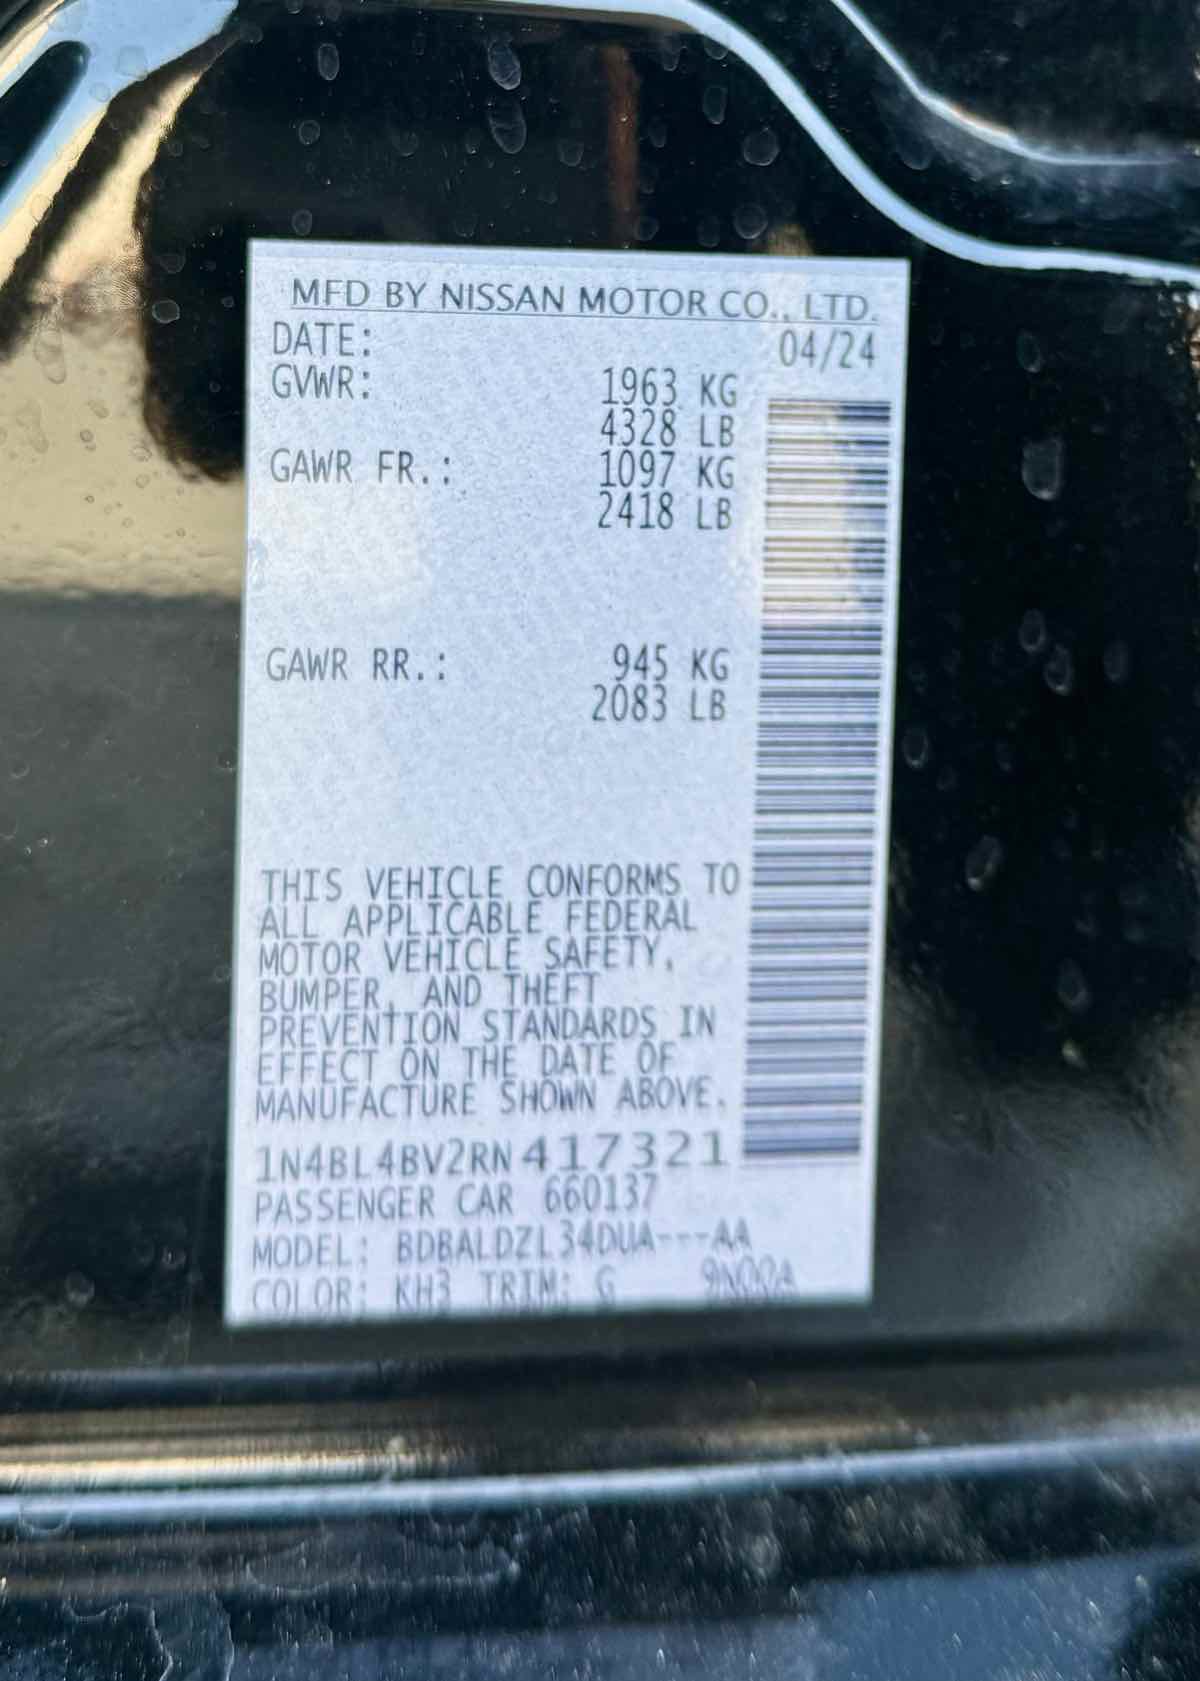 MFD BY NISSAN MOTOR CO., LTD.
DATE: 04/24
GVWR: 1963 KG
4328 LB
GAWR FR.: 1097 KG
2418 LB
GAWR RR.: 945 KG
2083 LB
THIS VEHICLE CONFORMS TO
ALL APPLICABLE FEDERAL
MOTOR VEHICLE SAFETY,
BUMPER, AND THEFT
PREVENTION STANDARDS IN
EFFECT ON THE DATE OF
MANUFACTURE SHOWN ABOVE.
1N4BL4BV2RN417321
PASSENGER CAR 660137
MODEL: BDBALDZL34DUA---AA
COLOR: KH3 TRIM: G